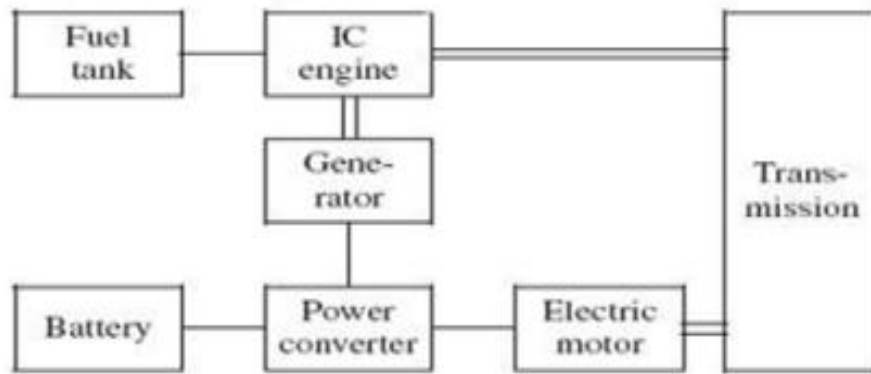 Fuel
tank
IC
engine
Gene-
rator
Trans-
mission
Battery
Power
converter
Electric
motor